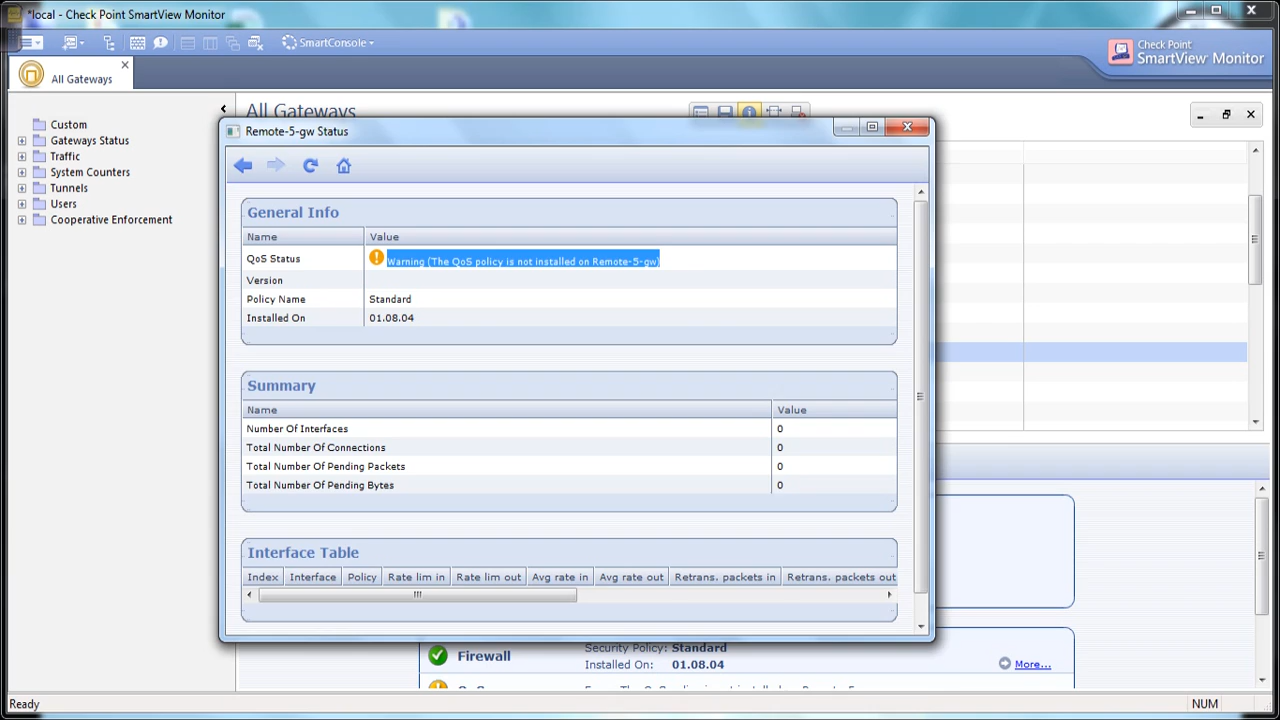 *local - Check Point SmartView Monitor
SmartConsole
Check Point
SmartView Monitor
All Gateways
All Gateways
Custom
Gateways Status
Traffic
System Counters
Tunnels
Users
Cooperative Enforcement
Remote-5-gw Status
General Info
Name Value
QoS Status Warning (The QoS policy is not installed on Remote-5-gw)
Version
Policy Name Standard
Installed On 01.08.04
Summary
Name Value
Number Of Interfaces 0
Total Number Of Connections 0
Total Number Of Pending Packets 0
Total Number Of Pending Bytes 0
Interface Table
Index Interface Policy Rate lim in Rate lim out Avg rate in Avg rate out Retrans. packets in Retrans. packets out
Firewall
Security Policy: Standard
Installed On: 01.08.04
More...
Ready
NUM